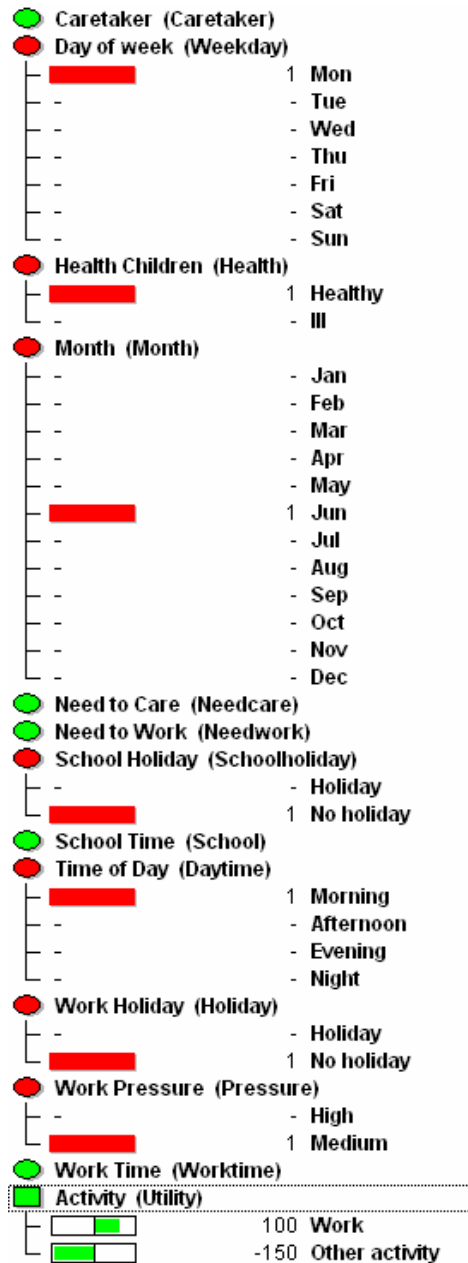 Caretaker (Caretaker)
Day of week (Weekday)
1 Mon
- - Tue
- - Wed
- - Thu
- - Fri
- - Sat
- - Sun
Health Children (Health)
1 Healthy
- - Ill
Month (Month)
- - Jan
- - Feb
- - Mar
- - Apr
- - May
1 Jun
- - Jul
- - Aug
- - Sep
- - Oct
- - Nov
- - Dec
Need to Care (Needcare)
Need to Work (Needwork)
School Holiday (Schoolholiday)
- - Holiday
1 No holiday
School Time (School)
Time of Day (Daytime)
1 Morning
- - Afternoon
- - Evening
- - Night
Work Holiday (Holiday)
- - Holiday
1 No holiday
Work Pressure (Pressure)
- - High
1 Medium
Work Time (Worktime)
Activity (Utility)
100 Work
-150 Other activity